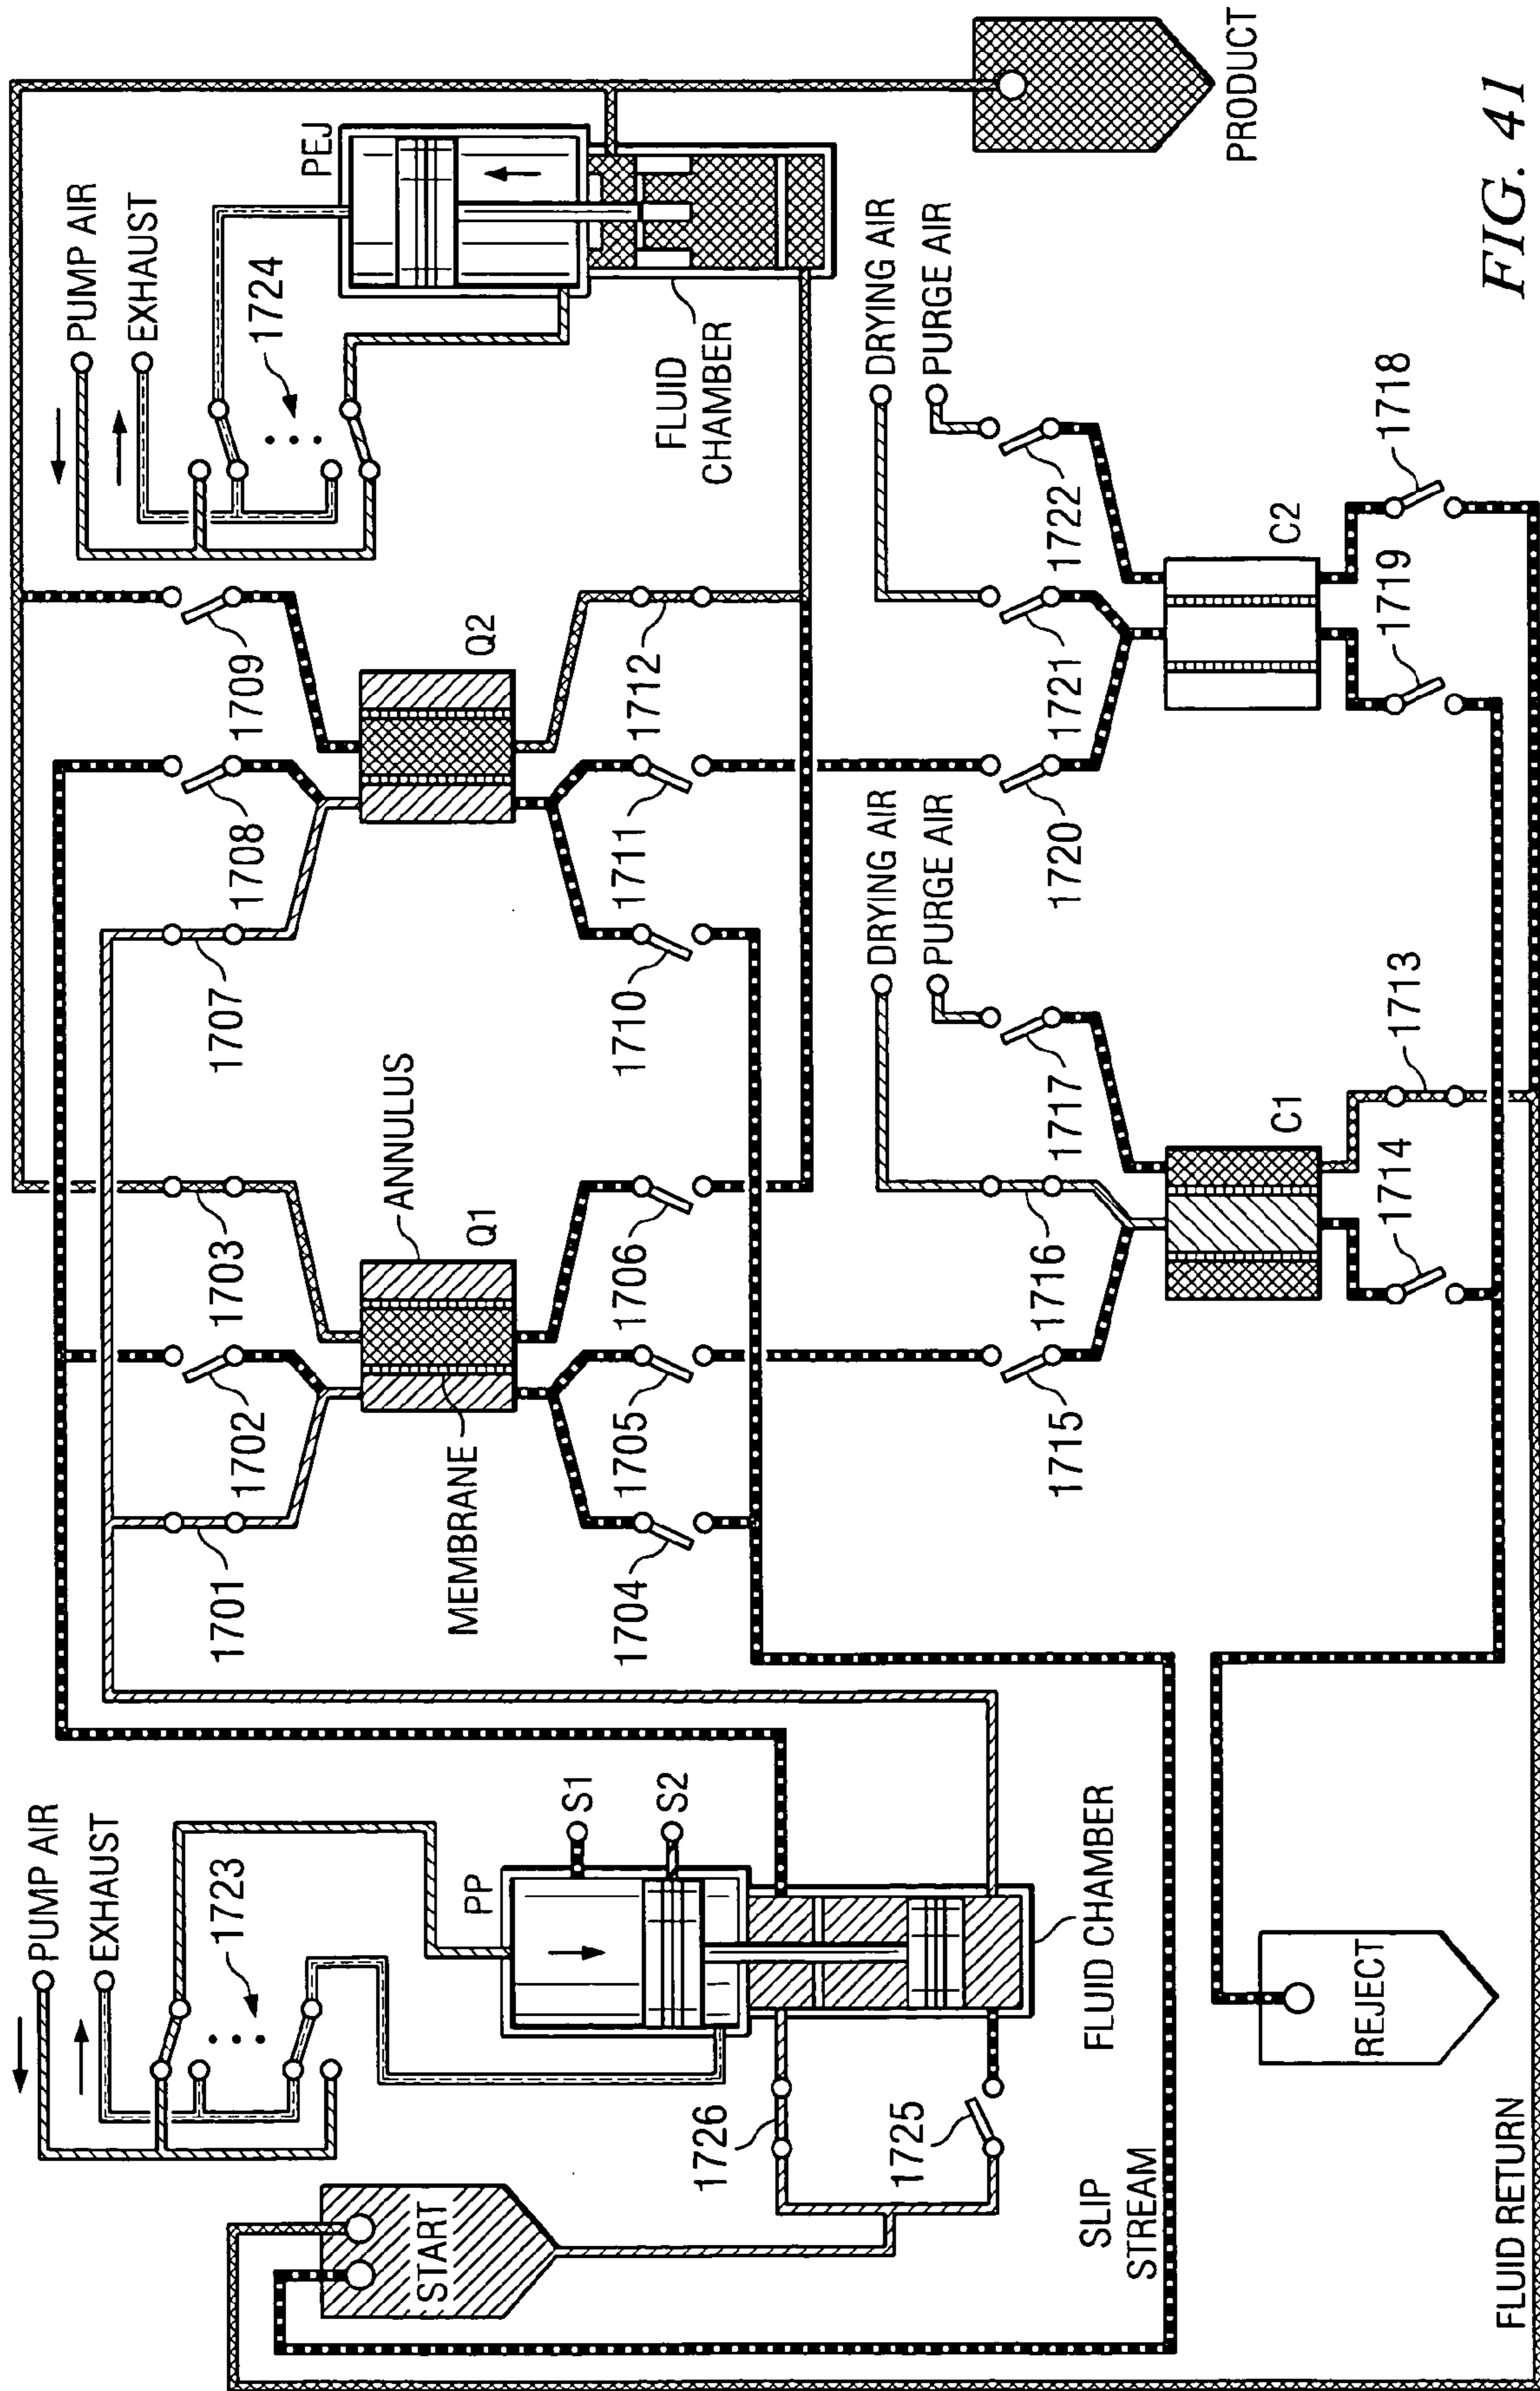 PUMP AIR
EXHAUST
1723
START
PP
S1
S2
1726
1725
SLIP
STREAM
FLUID CHAMBER
REJECT
FLUID RETURN
1701
1702
1703
MEMBRANE
ANNULUS
Q1
1704
1705
1706
1707
1708
1709
Q2
1710
1711
1712
PUMP AIR
EXHAUST
1724
PEJ
FLUID
CHAMBER
PRODUCT
DRYING AIR
PURGE AIR
1715
1716
1717
C1
1714
1713
DRYING AIR
PURGE AIR
1720
1721
1722
C2
1719
1718
FIG. 41